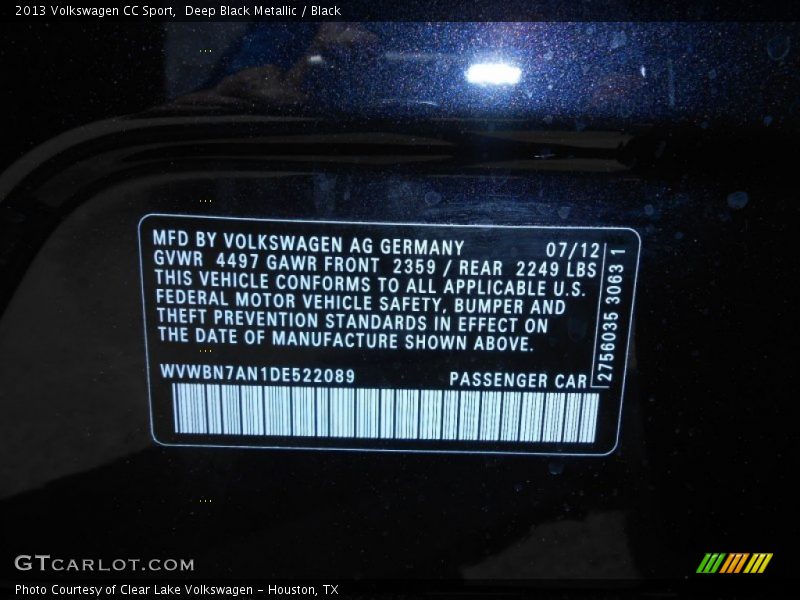 2013 Volkswagen CC Sport,  Deep Black Metallic / Black
MFD BY VOLKSWAGEN AG GERMANY 07/12
GVWR 4497 GAWR FRONT 2359 / REAR 2249 LBS
THIS VEHICLE CONFORMS TO ALL APPLICABLE U.S.
FEDERAL MOTOR VEHICLE SAFETY, BUMPER AND
THEFT PREVENTION STANDARDS IN EFFECT ON
THE DATE OF MANUFACTURE SHOWN ABOVE.
WVWBN7AN1DE522089 PASSENGER CAR
2756035 3063 1
GTCARLOT.COM
Photo Courtesy of Clear Lake Volkswagen – Houston, TX